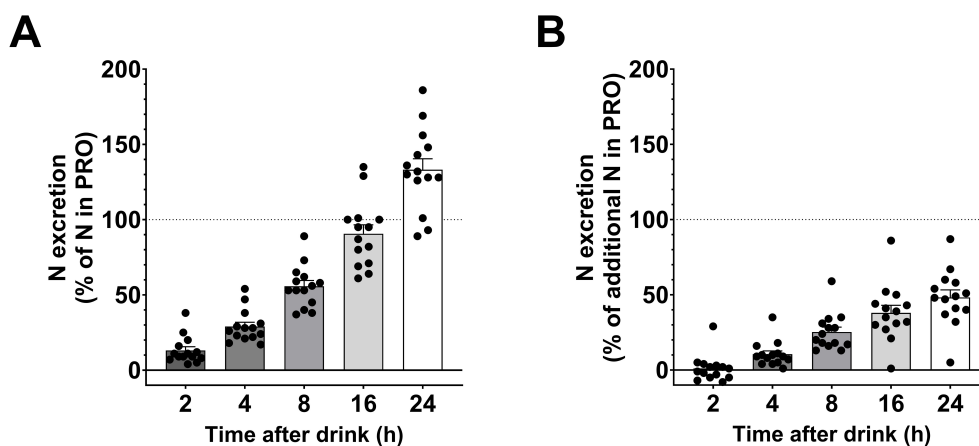 A
N excretion
(% of N in PRO)
200
150
100
50
0
2 4 8 16 24
Time after drink (h)
B
N excretion
(% of additional N in PRO)
200
150
100
50
0
2 4 8 16 24
Time after drink (h)